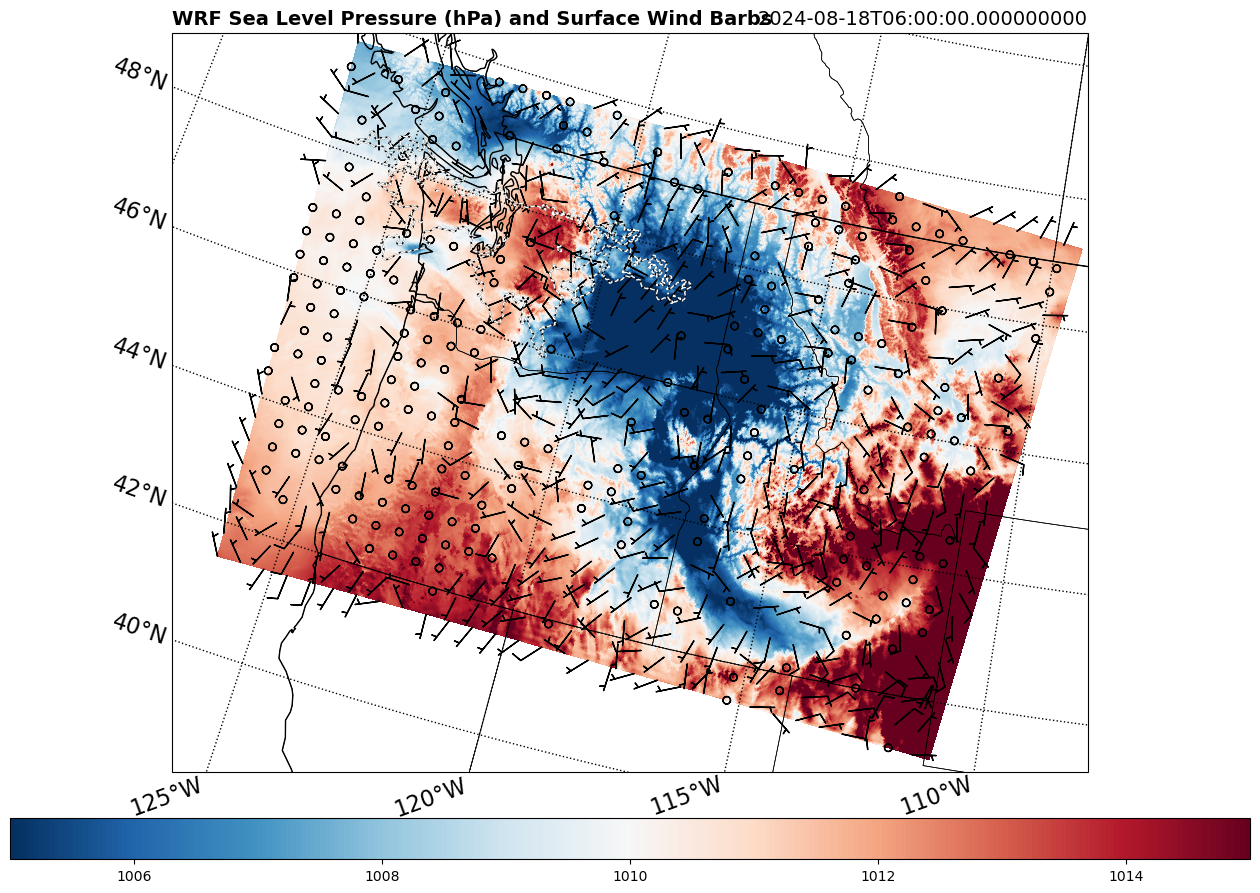 WRF Sea Level Pressure (hPa) and Surface Wind Barbs
2024-08-18T06:00:00.000000000
48°N
46°N
44°N
42°N
40°N
125°W
120°W
115°W
110°W
1006
1008
1010
1012
1014